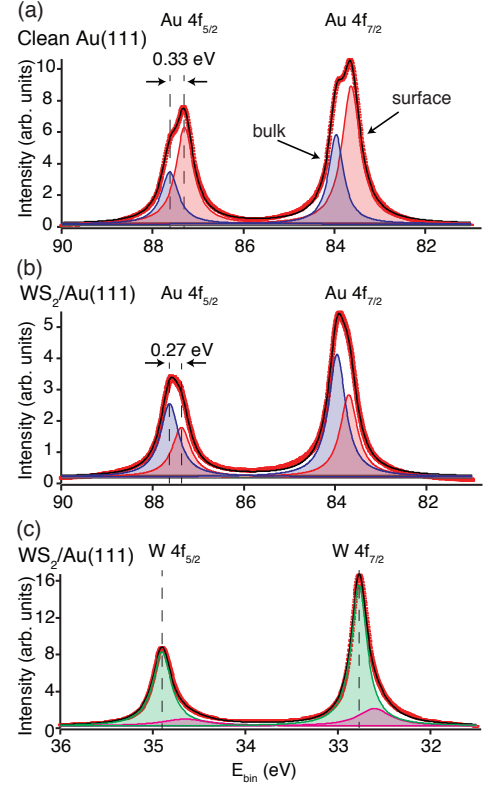 (a)
Au 4f5/2
Au 4f7/2
Clean Au(111)
0.33 eV
10
8
6
4
2
0
Intensity (arb. units)
surface
bulk
90
88
86
84
82
(b)
WS2/Au(111)
Au 4f5/2
Au 4f7/2
0.27 eV
5
4
3
2
1
0
Intensity (arb. units)
90
88
86
84
82
(c)
WS2/Au(111)
W 4f5/2
W 4f7/2
16
12
8
4
0
Intensity (arb. units)
36
35
34
33
32
Ebin (eV)